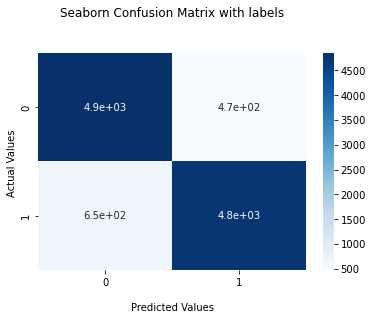 Seaborn Confusion Matrix with labels
Actual Values
0
4.9e+03
4.7e+02
1
6.5e+02
4.8e+03
0
1
Predicted Values
4500
4000
3500
3000
2500
2000
1500
1000
500